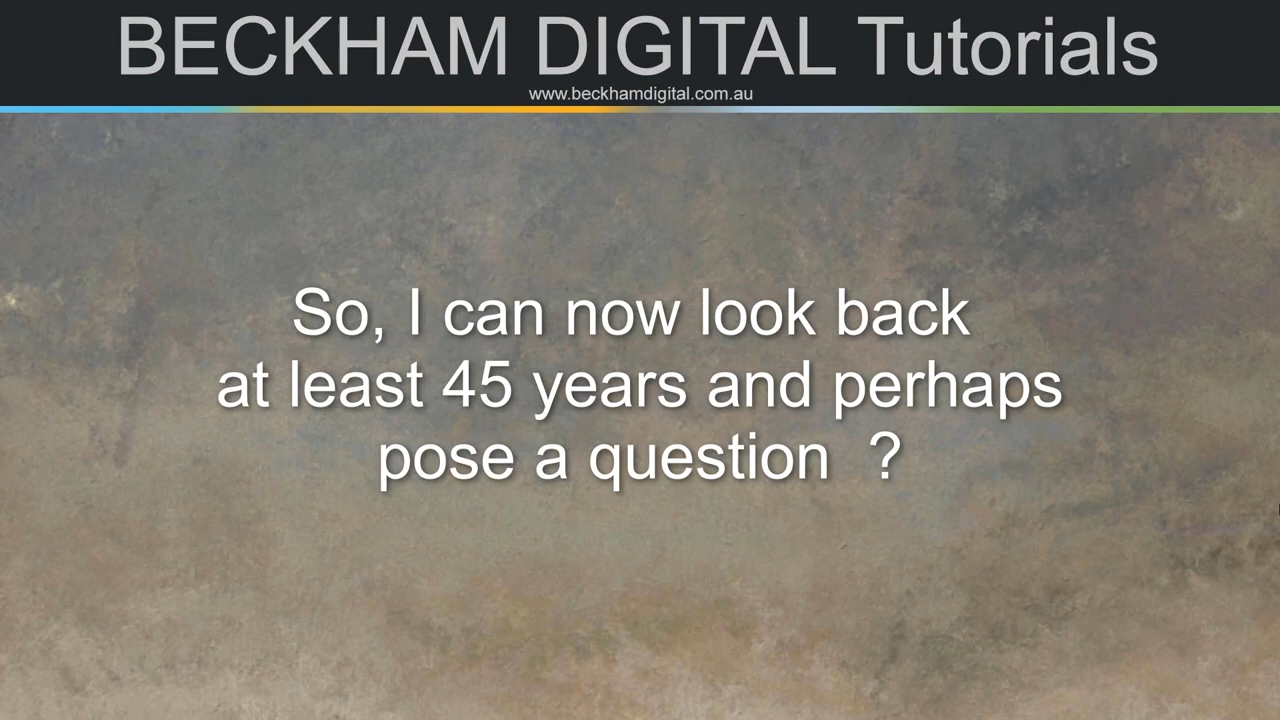 BECKHAM DIGITAL Tutorials
www.beckhamdigital.com.au
So, I can now look back
at least 45 years and perhaps
pose a question ?